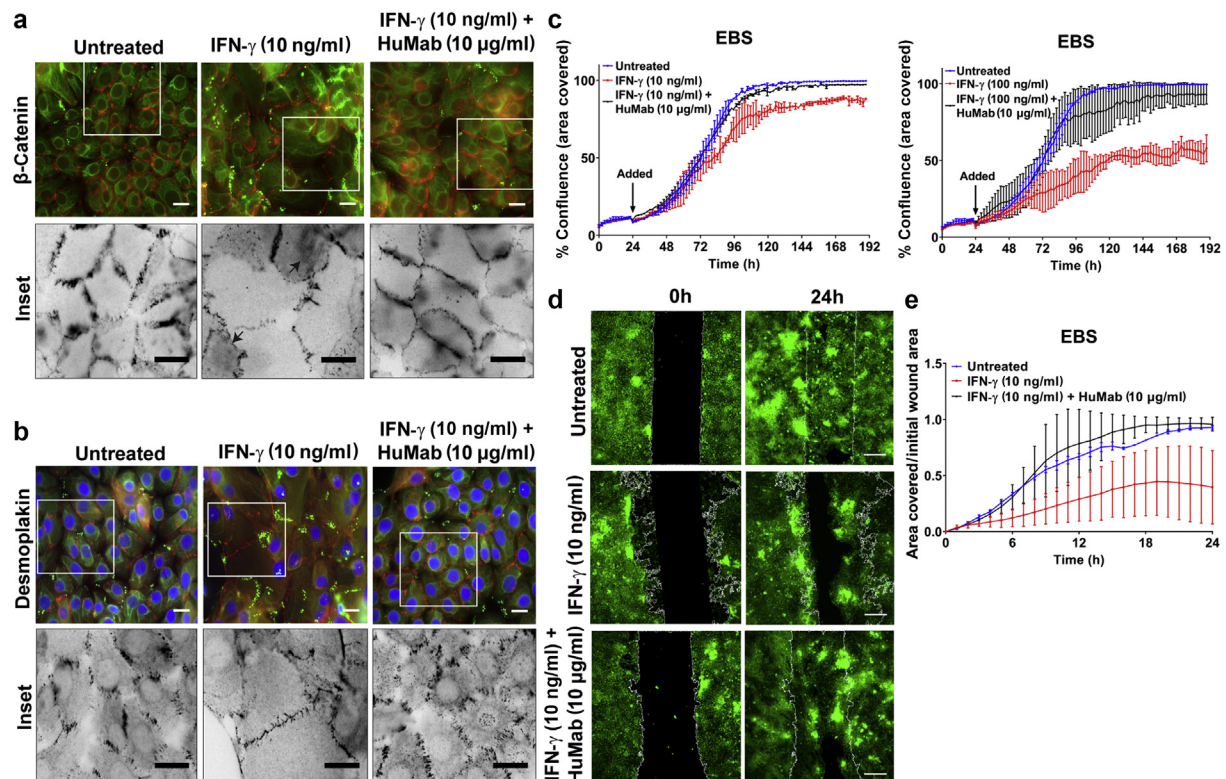 a
Untreated
IFN-γ (10 ng/ml)
IFN-γ (10 ng/ml) +
HuMab (10 µg/ml)
β-Catenin
Inset
b
Untreated
IFN-γ (10 ng/ml)
IFN-γ (10 ng/ml) +
HuMab (10 µg/ml)
Desmoplakin
Inset
c
EBS
Untreated
IFN-γ (10 ng/ml)
IFN-γ (10 ng/ml) +
HuMab (10 µg/ml)
% Confluence (area covered)
100
50
0
Added
0 24 48 72 96 120 144 168 192
Time (h)
EBS
Untreated
IFN-γ (100 ng/ml)
IFN-γ (100 ng/ml) +
HuMab (10 µg/ml)
% Confluence (area covered)
100
50
0
Added
0 24 48 72 96 120 144 168 192
Time (h)
d
0h
24h
Untreated
IFN-γ (10 ng/ml)
IFN-γ (10 ng/ml) +
HuMab (10 µg/ml)
e
EBS
Untreated
IFN-γ (10 ng/ml)
IFN-γ (10 ng/ml) + HuMab (10 µg/ml)
Area covered/initial wound area
1.5
1.0
0.5
0.0
0 6 12 18 24
Time (h)